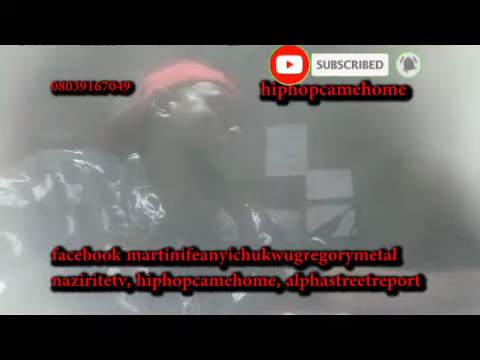 SUBSCRIBED
08039167049
hiphopcamehome
facebook martinifeanyichukwugregorymetal
naziritetv, hiphopcamehome, alphastreetreport